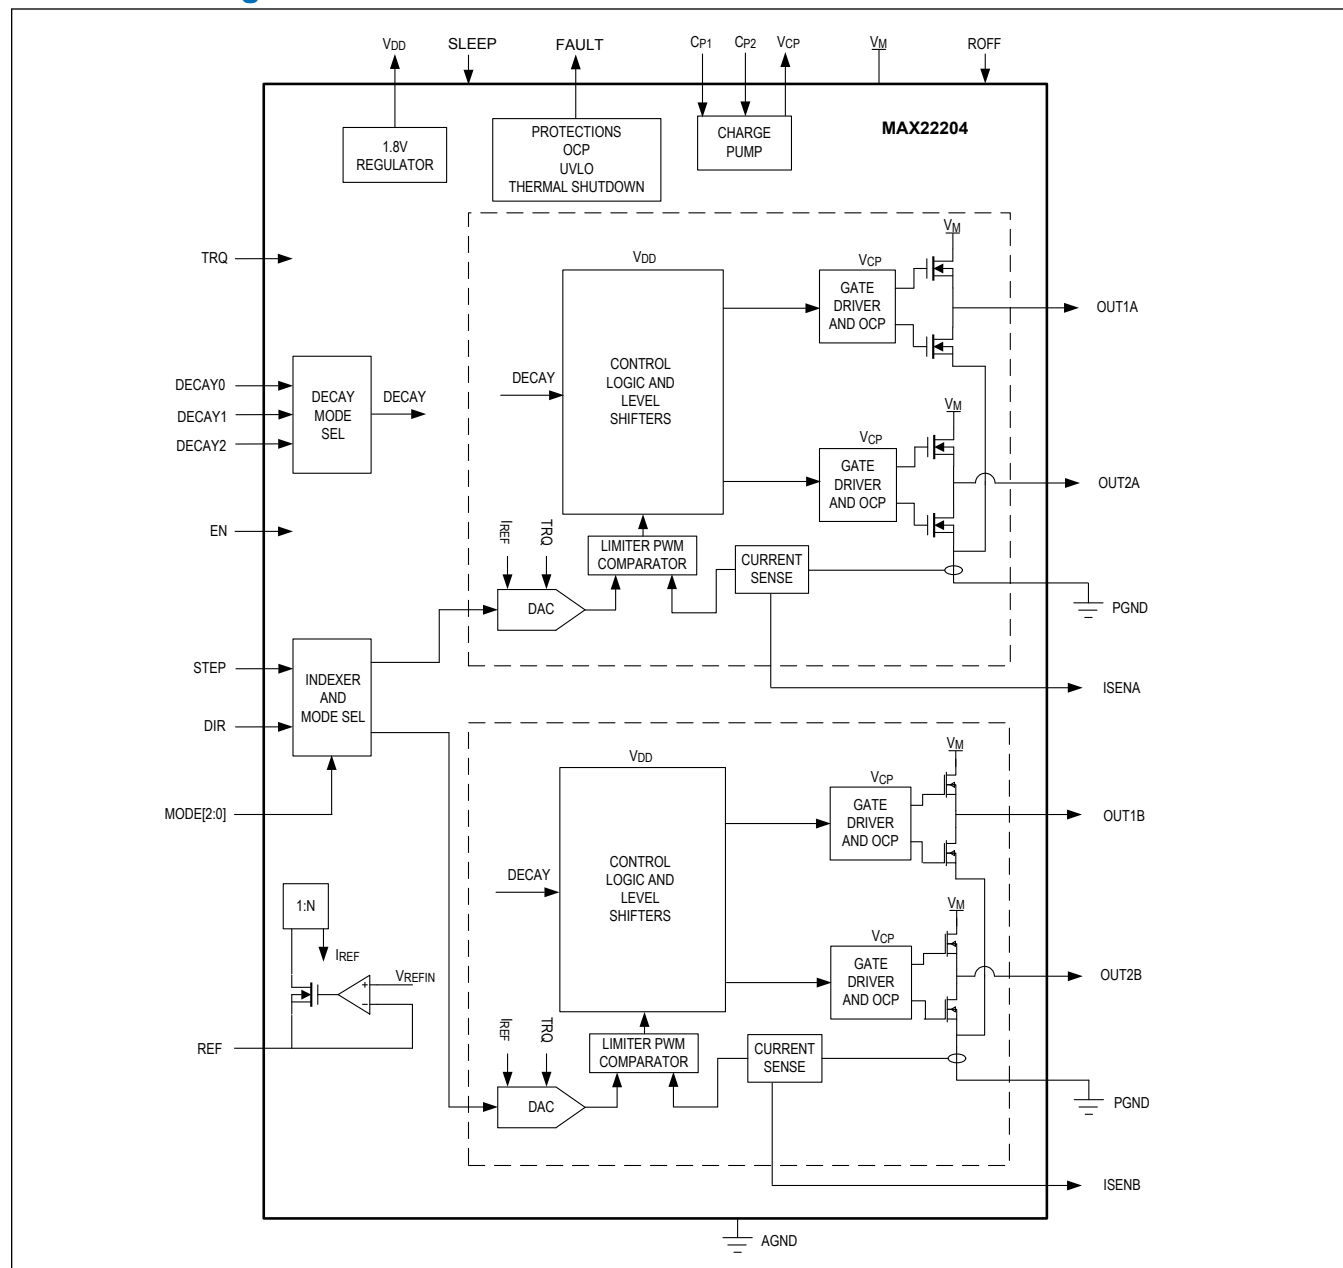 VDD
SLEEP
FAULT
CP1
CP2
VCP
VM
ROFF
MAX22204
1.8V
REGULATOR
PROTECTIONS
OCP
UVLO
THERMAL SHUTDOWN
CHARGE
PUMP
TRQ
DECAY0
DECAY1
DECAY2
DECAY
MODE
SEL
DECAY
EN
STEP
DIR
INDEXER
AND
MODE SEL
MODE[2:0]
1:N
IREF
VREFIN
+
–
REF
VDD
DECAY
CONTROL
LOGIC AND
LEVEL
SHIFTERS
VCP
GATE
DRIVER
AND OCP
VM
OUT1A
VCP
GATE
DRIVER
AND OCP
VM
OUT2A
IREF
TRQ
DAC
LIMITER PWM
COMPARATOR
CURRENT
SENSE
PGND
ISENA
VDD
DECAY
CONTROL
LOGIC AND
LEVEL
SHIFTERS
VCP
GATE
DRIVER
AND OCP
VM
OUT1B
VCP
GATE
DRIVER
AND OCP
VM
OUT2B
IREF
TRQ
DAC
LIMITER PWM
COMPARATOR
CURRENT
SENSE
PGND
ISENB
AGND